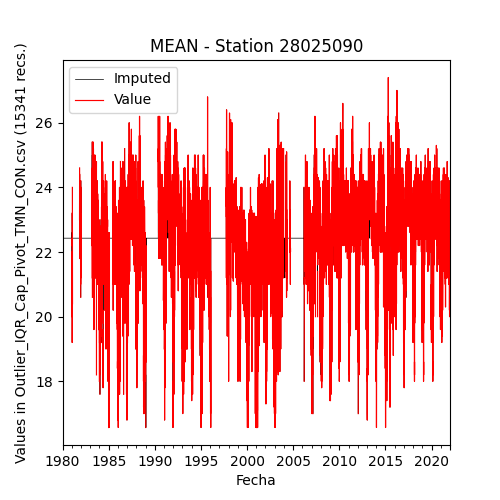 MEAN - Station 28025090
Imputed
Value
Values in Outlier_IQR_Cap_Pivot_TMN_CON.csv (15341 recs.)
26
24
22
20
18
1980 1985 1990 1995 2000 2005 2010 2015 2020
Fecha